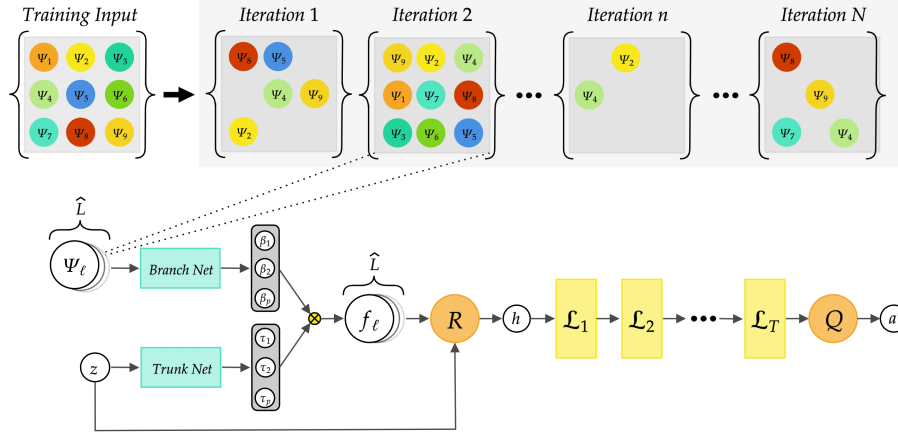 Training Input Iteration 1 Iteration 2 Iteration n Iteration N
Ψ1 Ψ2 Ψ3 Ψ8 Ψ5 Ψ9 Ψ2 Ψ4 Ψ2 Ψ8
Ψ4 Ψ5 Ψ6 Ψ4 Ψ9 Ψ1 Ψ7 Ψ8 ••• Ψ4 ••• Ψ9
Ψ7 Ψ8 Ψ9 Ψ2 Ψ3 Ψ6 Ψ5 Ψ7 Ψ4
L̂
Ψℓ Branch Net β1 β2 βp
L̂
fℓ R h ℒ1 ℒ2 ••• ℒT Q a
z Trunk Net τ1 τ2 τp